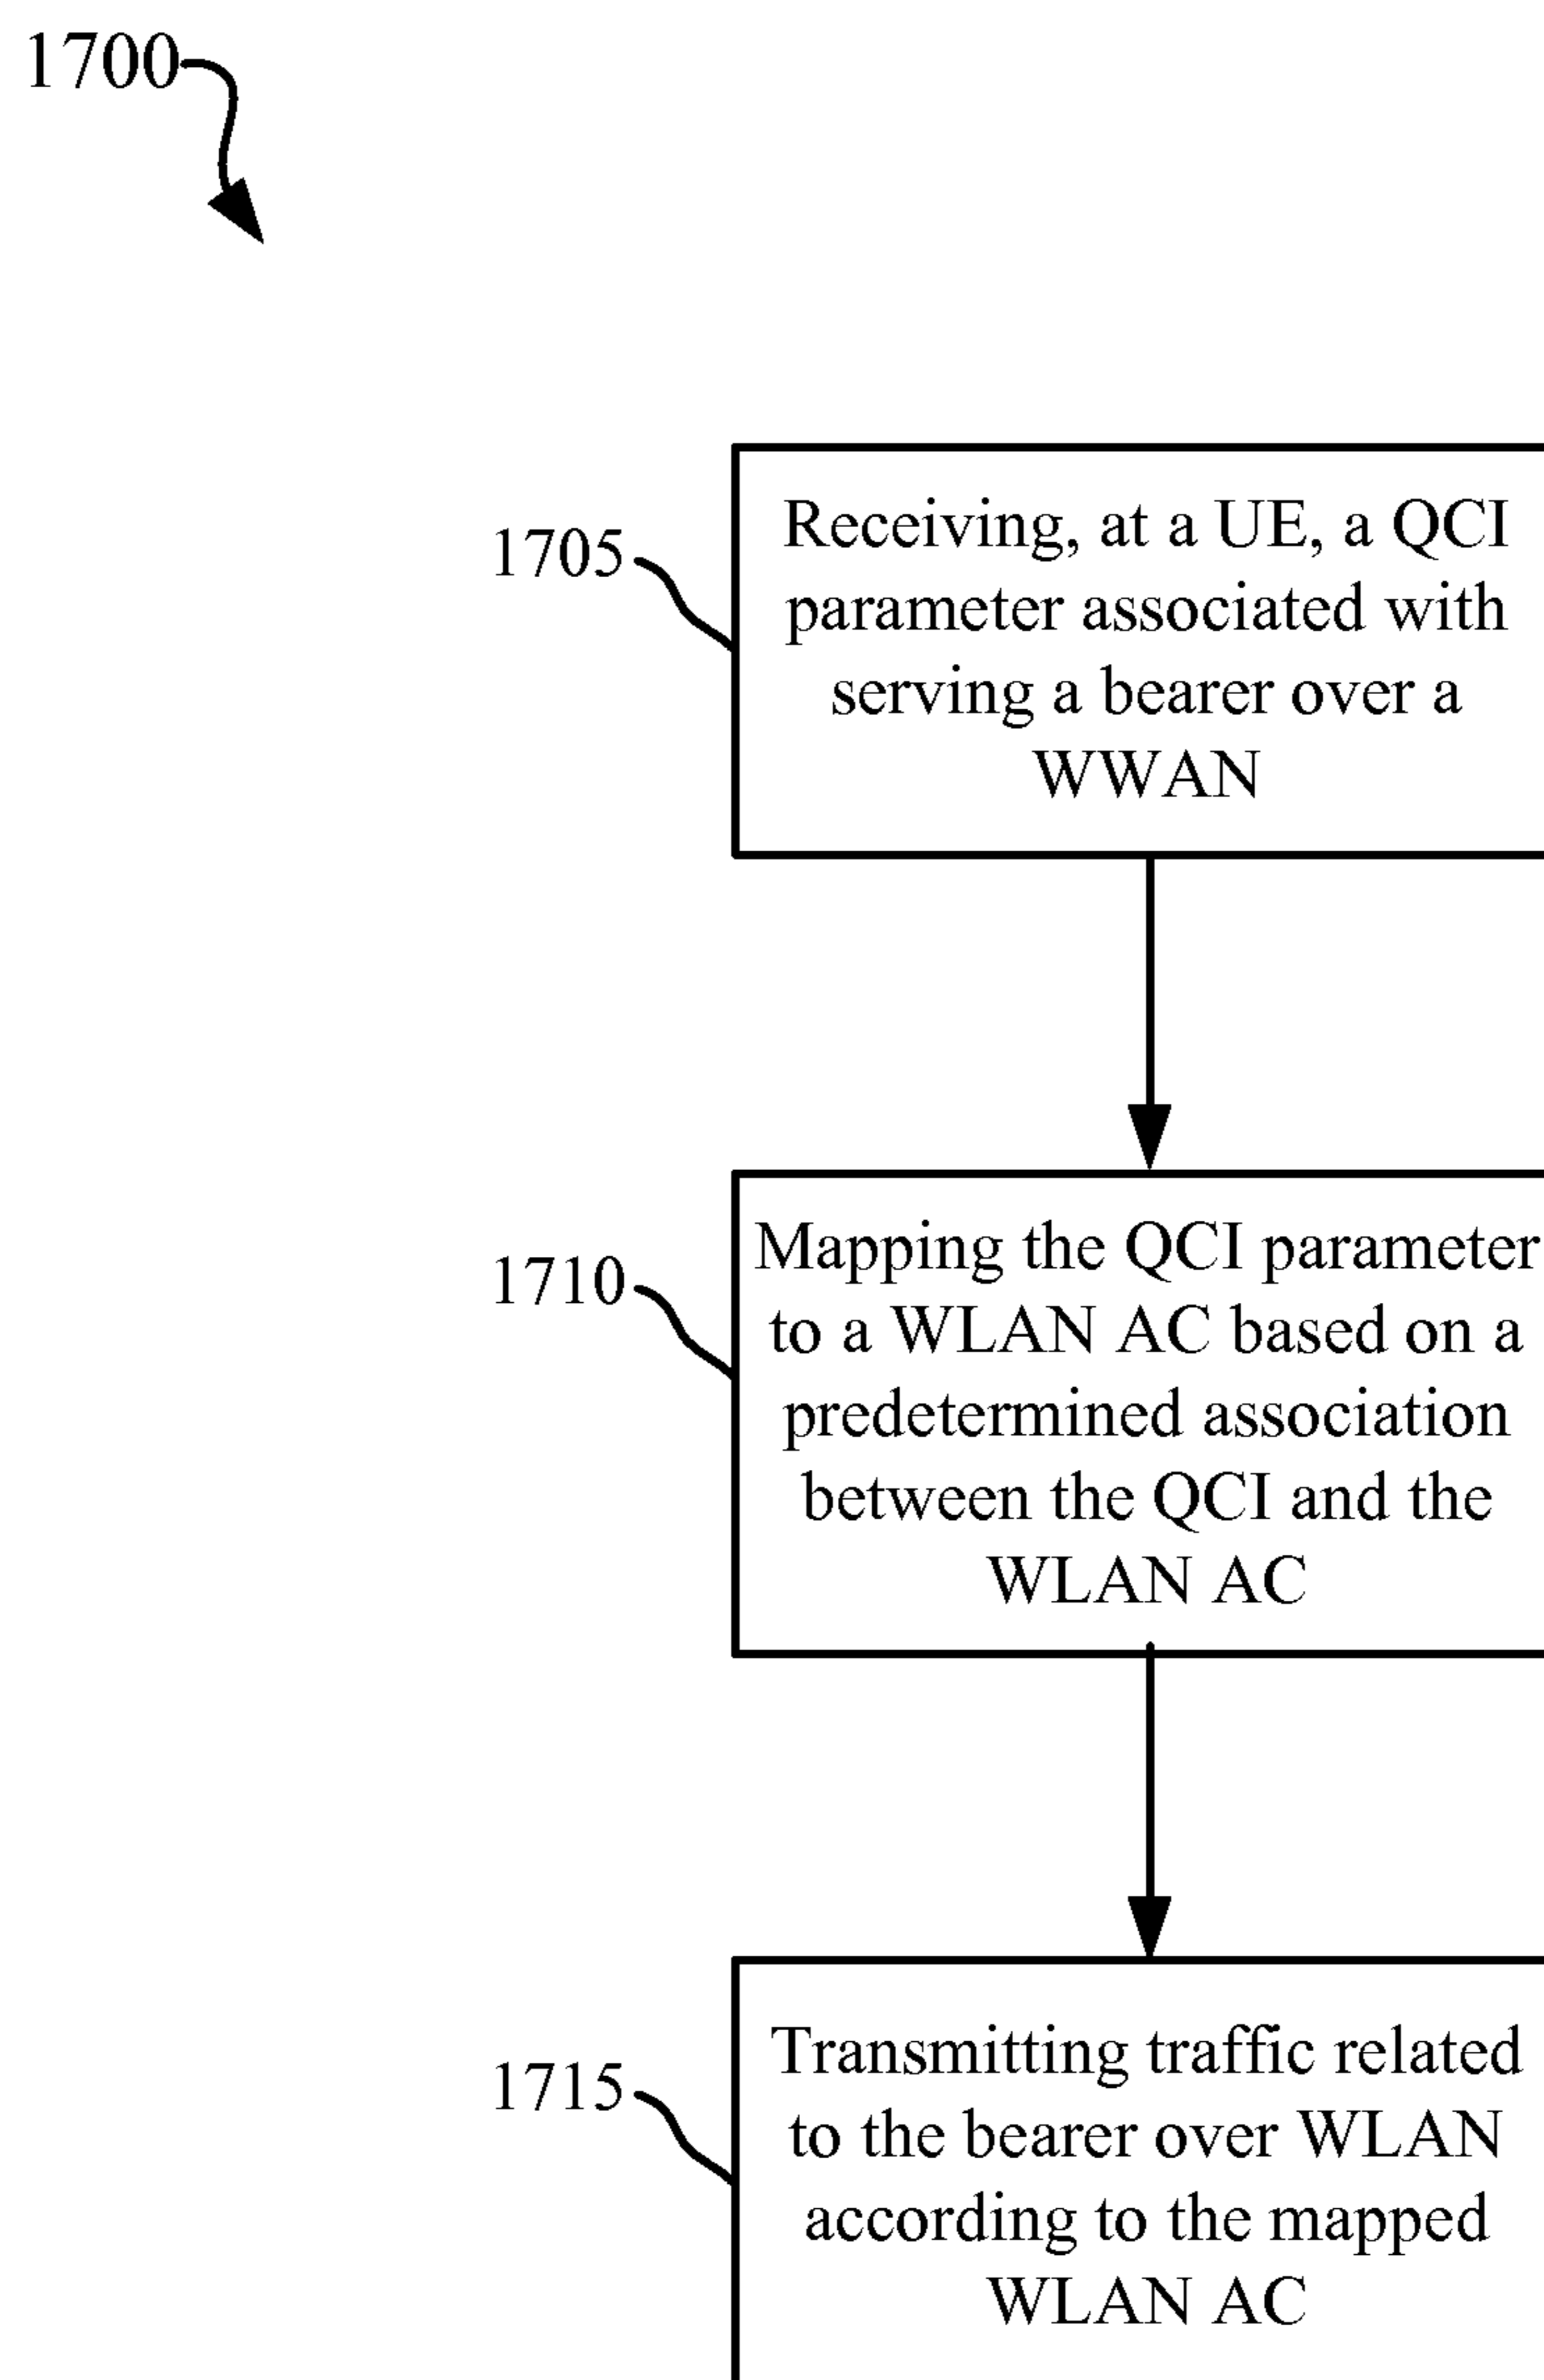 1700
1705
Receiving, at a UE, a QCI
parameter associated with
serving a bearer over a
WWAN
1710
Mapping the QCI parameter
to a WLAN AC based on a
predetermined association
between the QCI and the
WLAN AC
1715
Transmitting traffic related
to the bearer over WLAN
according to the mapped
WLAN AC